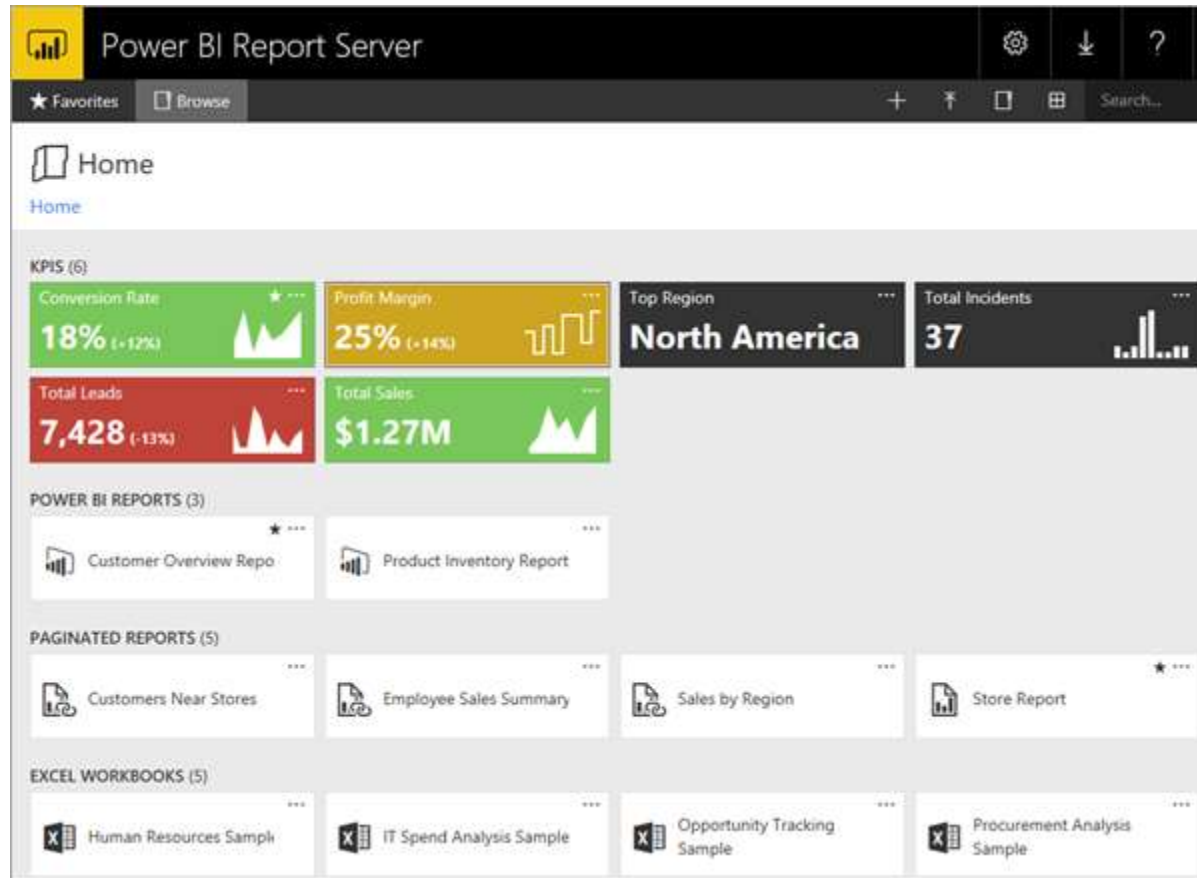 Power BI Report Server
Favorites
Browse
Search...
Home
Home
KPIS (6)
Conversion Rate
18% (+12%)
Profit Margin
25% (+14%)
Top Region
North America
Total Incidents
37
Total Leads
7,428 (-13%)
Total Sales
$1.27M
POWER BI REPORTS (3)
Customer Overview Repo
Product Inventory Report
PAGINATED REPORTS (5)
Customers Near Stores
Employee Sales Summary
Sales by Region
Store Report
EXCEL WORKBOOKS (5)
Human Resources Sample
IT Spend Analysis Sample
Opportunity Tracking
Sample
Procurement Analysis
Sample